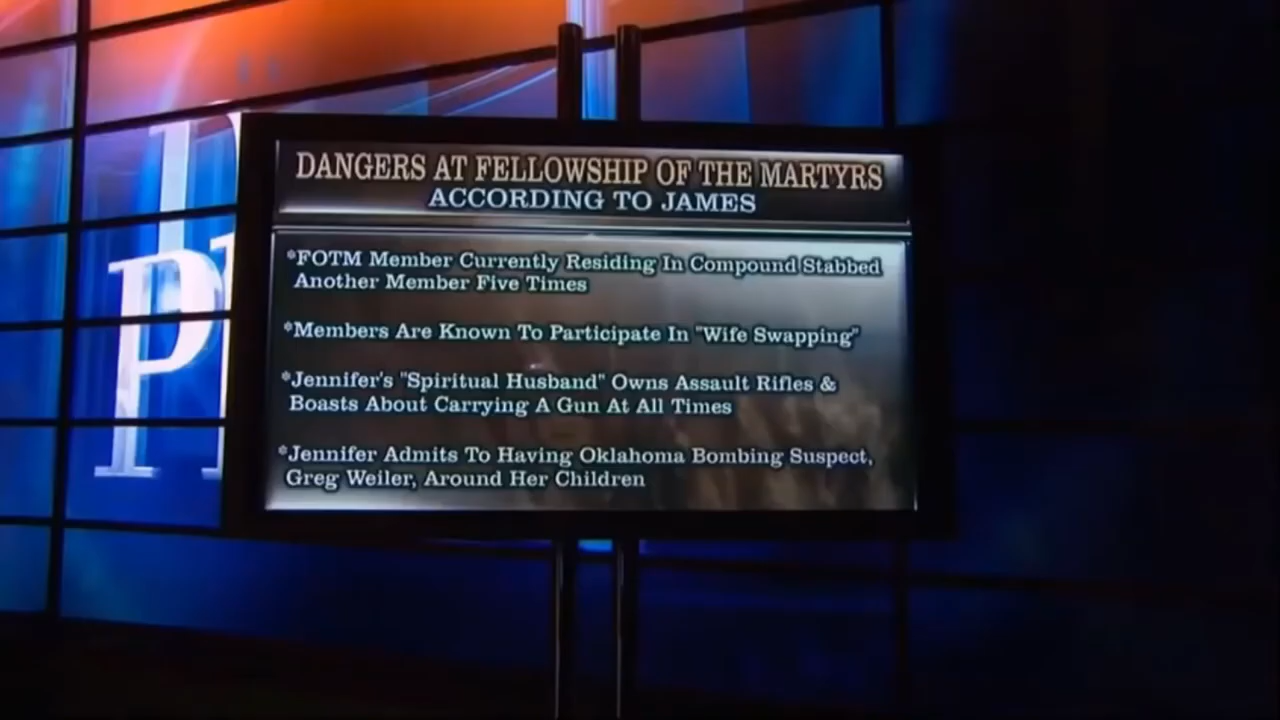 DANGERS AT FELLOWSHIP OF THE MARTYRS
ACCORDING TO JAMES
*FOTM Member Currently Residing In Compound Stabbed
Another Member Five Times
*Members Are Known To Participate In "Wife Swapping"
*Jennifer's "Spiritual Husband" Owns Assault Rifles &
Boasts About Carrying A Gun At All Times
*Jennifer Admits To Having Oklahoma Bombing Suspect,
Greg Weiler, Around Her Children